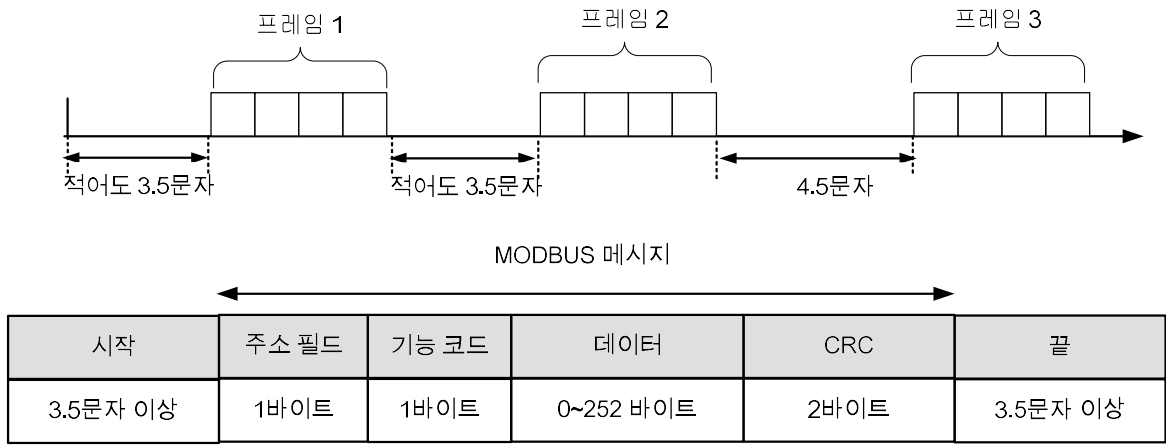 프레임 1
프레임 2
프레임 3
적어도 3.5문자
적어도 3.5문자
4.5문자
MODBUS 메시지
시작 주소 필드 기능 코드 데이터 CRC 끝
3.5문자 이상 1바이트 1바이트 0~252 바이트 2바이트 3.5문자 이상